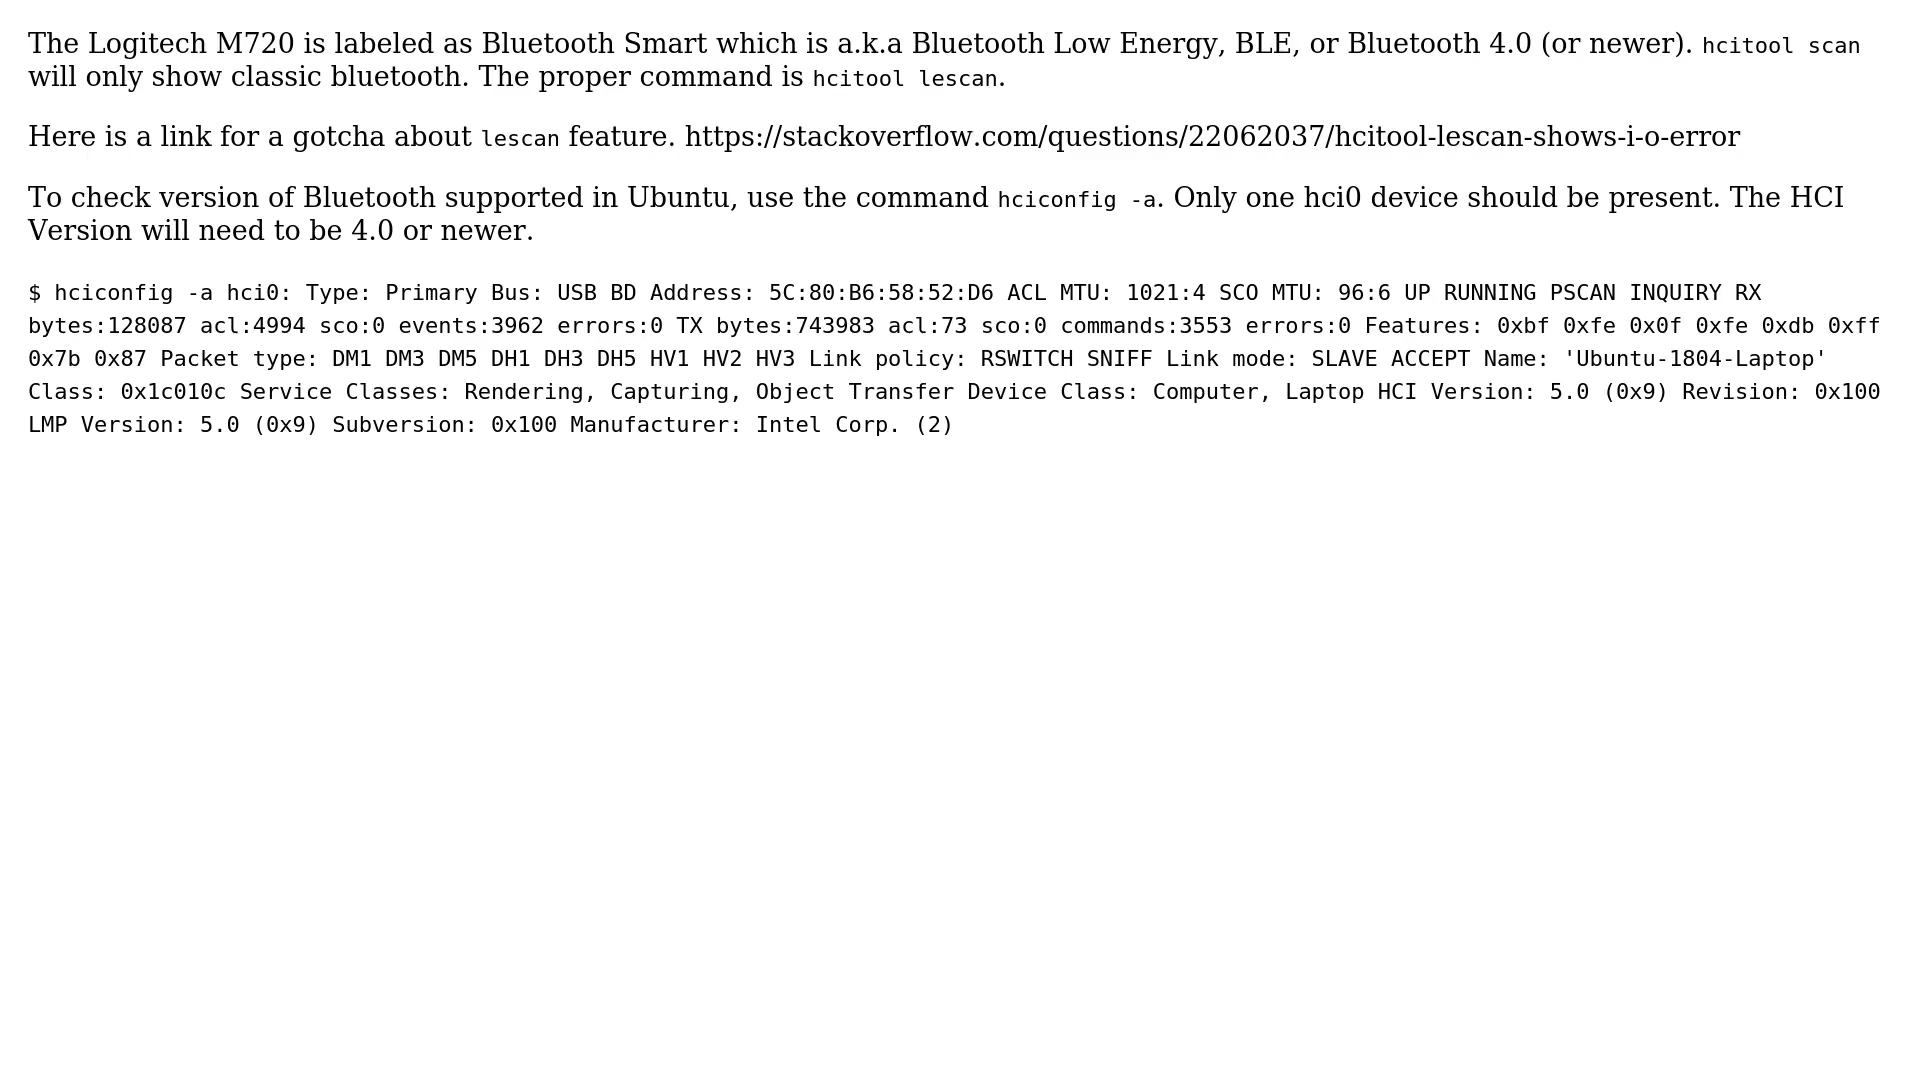 The Logitech M720 is labeled as Bluetooth Smart which is a.k.a Bluetooth Low Energy, BLE, or Bluetooth 4.0 (or newer). hcitool scan
will only show classic bluetooth. The proper command is hcitool lescan.
Here is a link for a gotcha about lescan feature. https://stackoverflow.com/questions/22062037/hcitool-lescan-shows-i-o-error
To check version of Bluetooth supported in Ubuntu, use the command hciconfig -a. Only one hci0 device should be present. The HCI
Version will need to be 4.0 or newer.
$ hciconfig -a hci0: Type: Primary Bus: USB BD Address: 5C:80:B6:58:52:D6 ACL MTU: 1021:4 SCO MTU: 96:6 UP RUNNING PSCAN INQUIRY RX
bytes:128087 acl:4994 sco:0 events:3962 errors:0 TX bytes:743983 acl:73 sco:0 commands:3553 errors:0 Features: 0xbf 0xfe 0x0f 0xfe 0xdb 0xff
0x7b 0x87 Packet type: DM1 DM3 DM5 DH1 DH3 DH5 HV1 HV2 HV3 Link policy: RSWITCH SNIFF Link mode: SLAVE ACCEPT Name: 'Ubuntu-1804-Laptop'
Class: 0x1c010c Service Classes: Rendering, Capturing, Object Transfer Device Class: Computer, Laptop HCI Version: 5.0 (0x9) Revision: 0x100
LMP Version: 5.0 (0x9) Subversion: 0x100 Manufacturer: Intel Corp. (2)